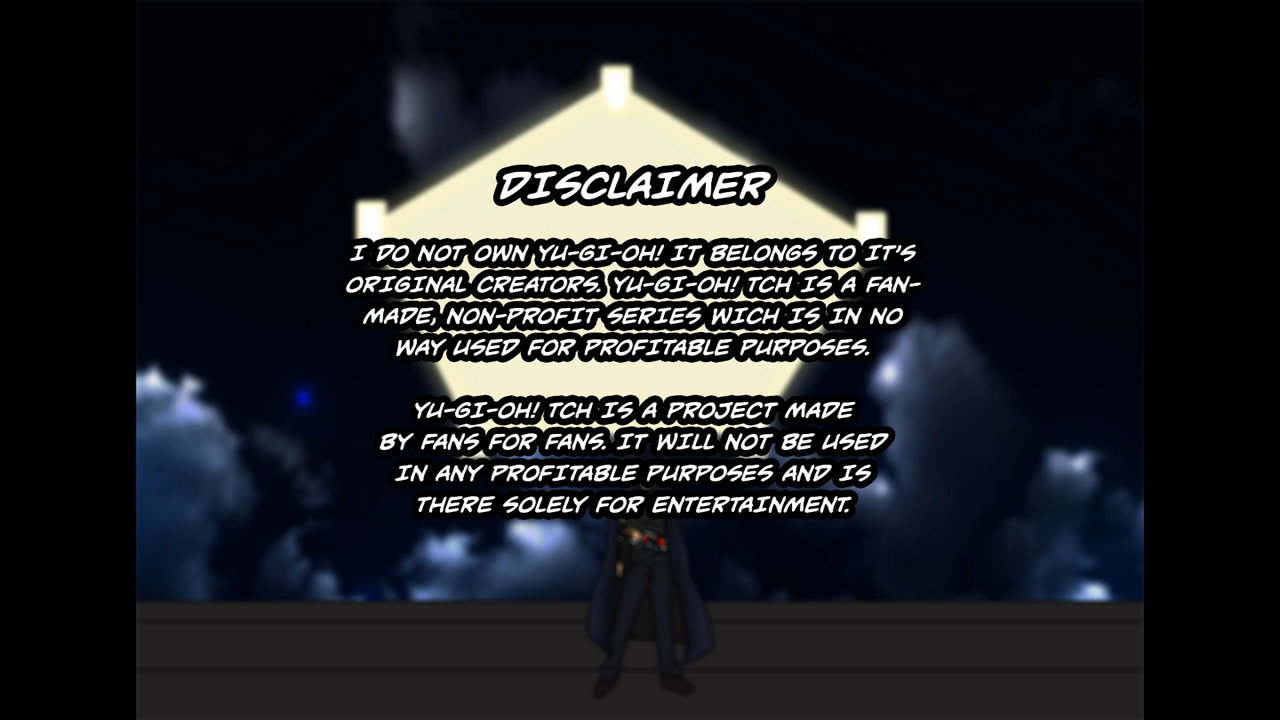 DISCLAIMER
I DO NOT OWN YU-GI-OH! IT BELONGS TO IT'S
ORIGINAL CREATORS. YU-GI-OH! TCH IS A FAN-
MADE, NON-PROFIT SERIES WICH IS IN NO
WAY USED FOR PROFITABLE PURPOSES.
YU-GI-OH! TCH IS A PROJECT MADE
BY FANS FOR FANS. IT WILL NOT BE USED
IN ANY PROFITABLE PURPOSES AND IS
THERE SOLELY FOR ENTERTAINMENT.